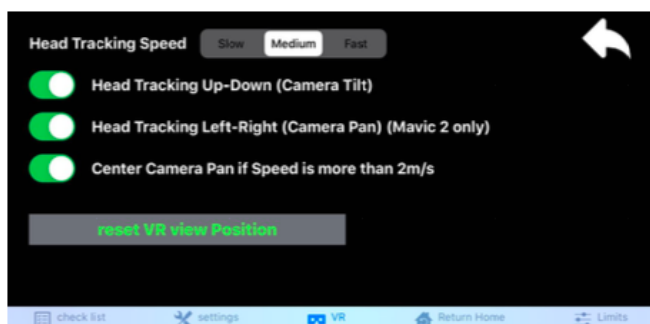 Head Tracking Speed Slow Medium Fast
Head Tracking Up-Down (Camera Tilt)
Head Tracking Left-Right (Camera Pan) (Mavic 2 only)
Center Camera Pan if Speed is more than 2m/s
reset VR view Position
check list settings VR Return Home Limits